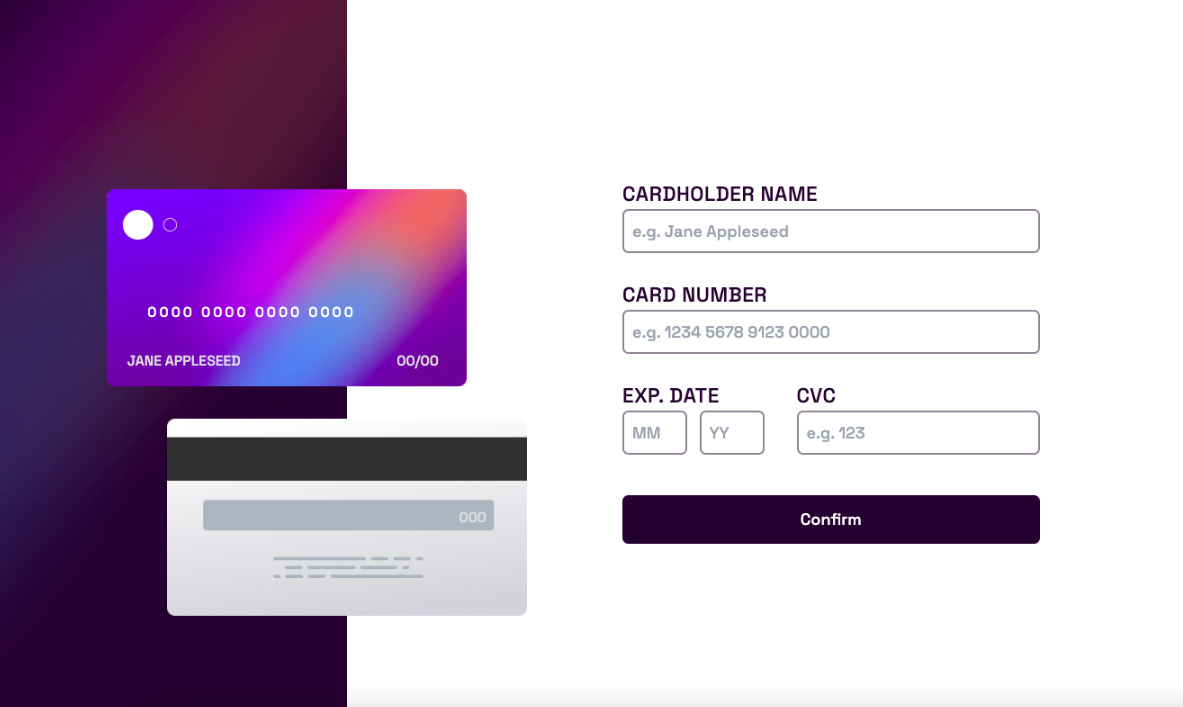 0000 0000 0000 0000
JANE APPLESEED 00/00
000
CARDHOLDER NAME
e.g. Jane Appleseed
CARD NUMBER
e.g. 1234 5678 9123 0000
EXP. DATE CVC
MM YY e.g. 123
Confirm